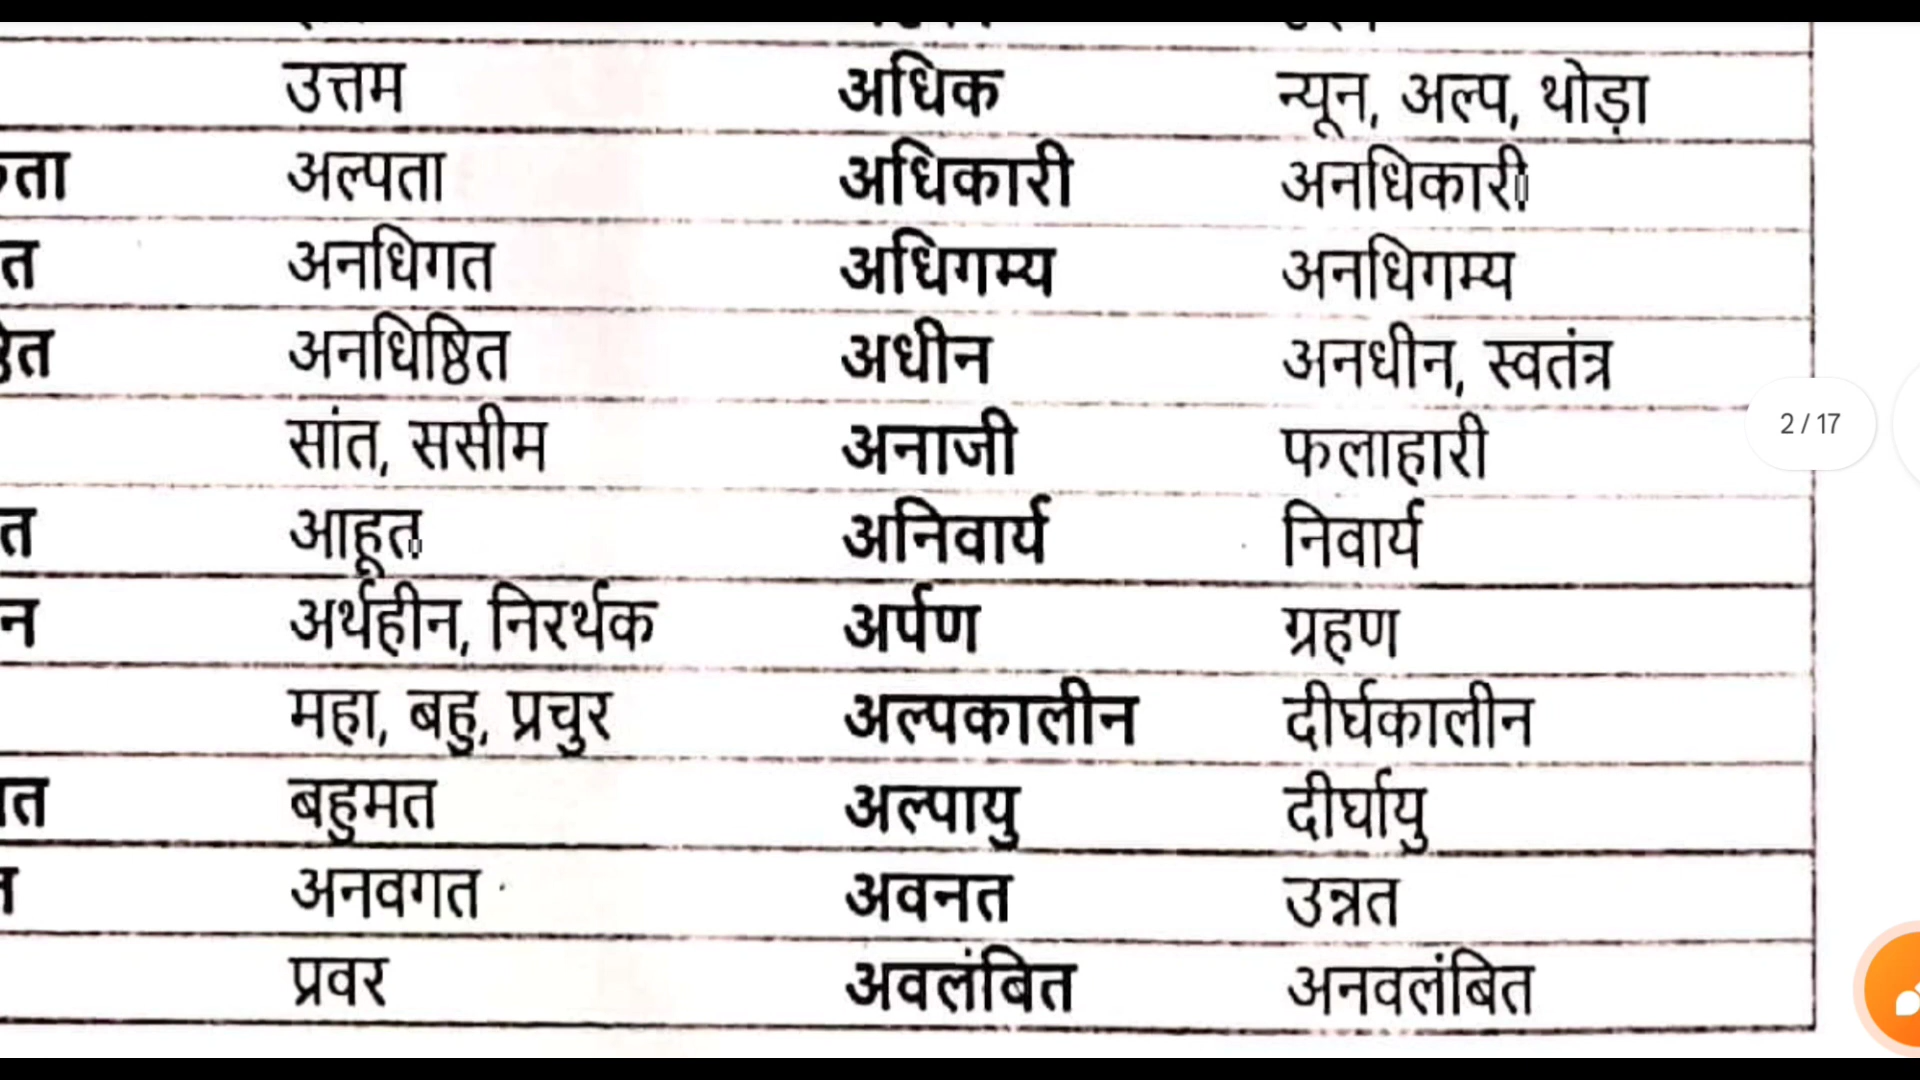 उत्तम अधिक न्यून, अल्प, थोड़ा
ता अल्पता अधिकारी अनधिकारी
त अनधिगत अधिगम्य अनधिगम्य
ठित अनधिष्ठित अधीन अनधीन, स्वतंत्र
सांत, ससीम अनाजी फलाहारी
2/17
त आहूत अनिवार्य निवार्य
न अर्थहीन, निरर्थक अर्पण ग्रहण
महा, बहु, प्रचुर अल्पकालीन दीर्घकालीन
त बहुमत अल्पायु दीर्घायु
त अनवगत अवनत उन्नत
प्रवर अवलंबित अनवलंबित